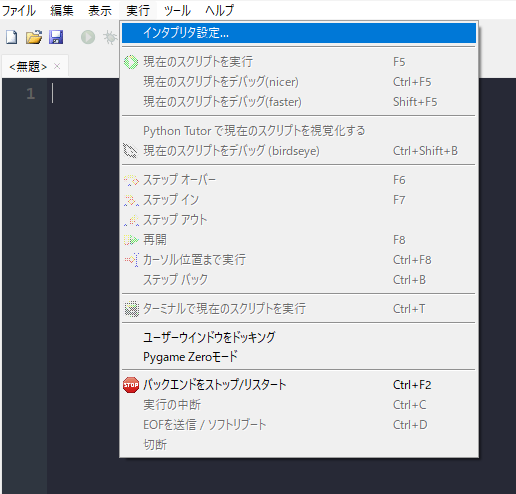 ファイル 編集 表示 実行 ツール ヘルプ
<無題> ×
1
インタプリタ設定...
現在のスクリプトを実行 F5
現在のスクリプトをデバッグ(nicer) Ctrl+F5
現在のスクリプトをデバッグ(faster) Shift+F5
Python Tutor で現在のスクリプトを視覚化する
現在のスクリプトをデバッグ (birdseye) Ctrl+Shift+B
ステップ オーバー F6
ステップ イン F7
ステップ アウト
再開 F8
カーソル位置まで実行 Ctrl+F8
ステップ バック Ctrl+B
ターミナルで現在のスクリプトを実行 Ctrl+T
ユーザーウインドウをドッキング
Pygame Zeroモード
STOP バックエンドをストップ/リスタート Ctrl+F2
実行の中断 Ctrl+C
EOFを送信 / ソフトリブート Ctrl+D
切断